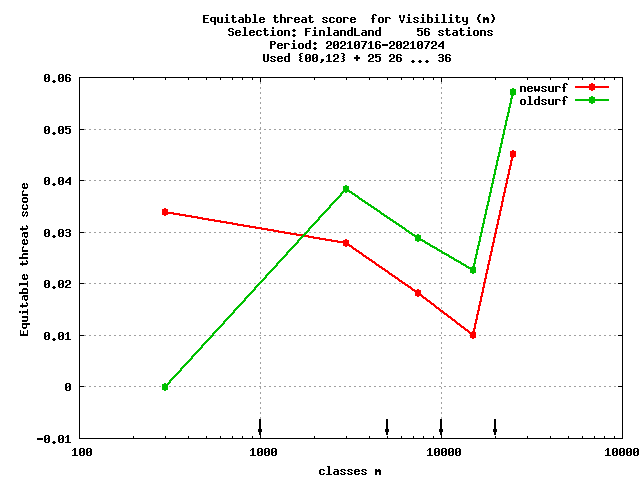 Equitable threat score  for Visibility (m)
Selection: FinlandLand     56 stations
Period: 20210716-20210724
Used {00,12} + 25 26 ... 36
newsurf
oldsurf
0.06
0.05
0.04
0.03
0.02
0.01
0
-0.01
Equitable threat score
100 1000 10000 10000
classes m